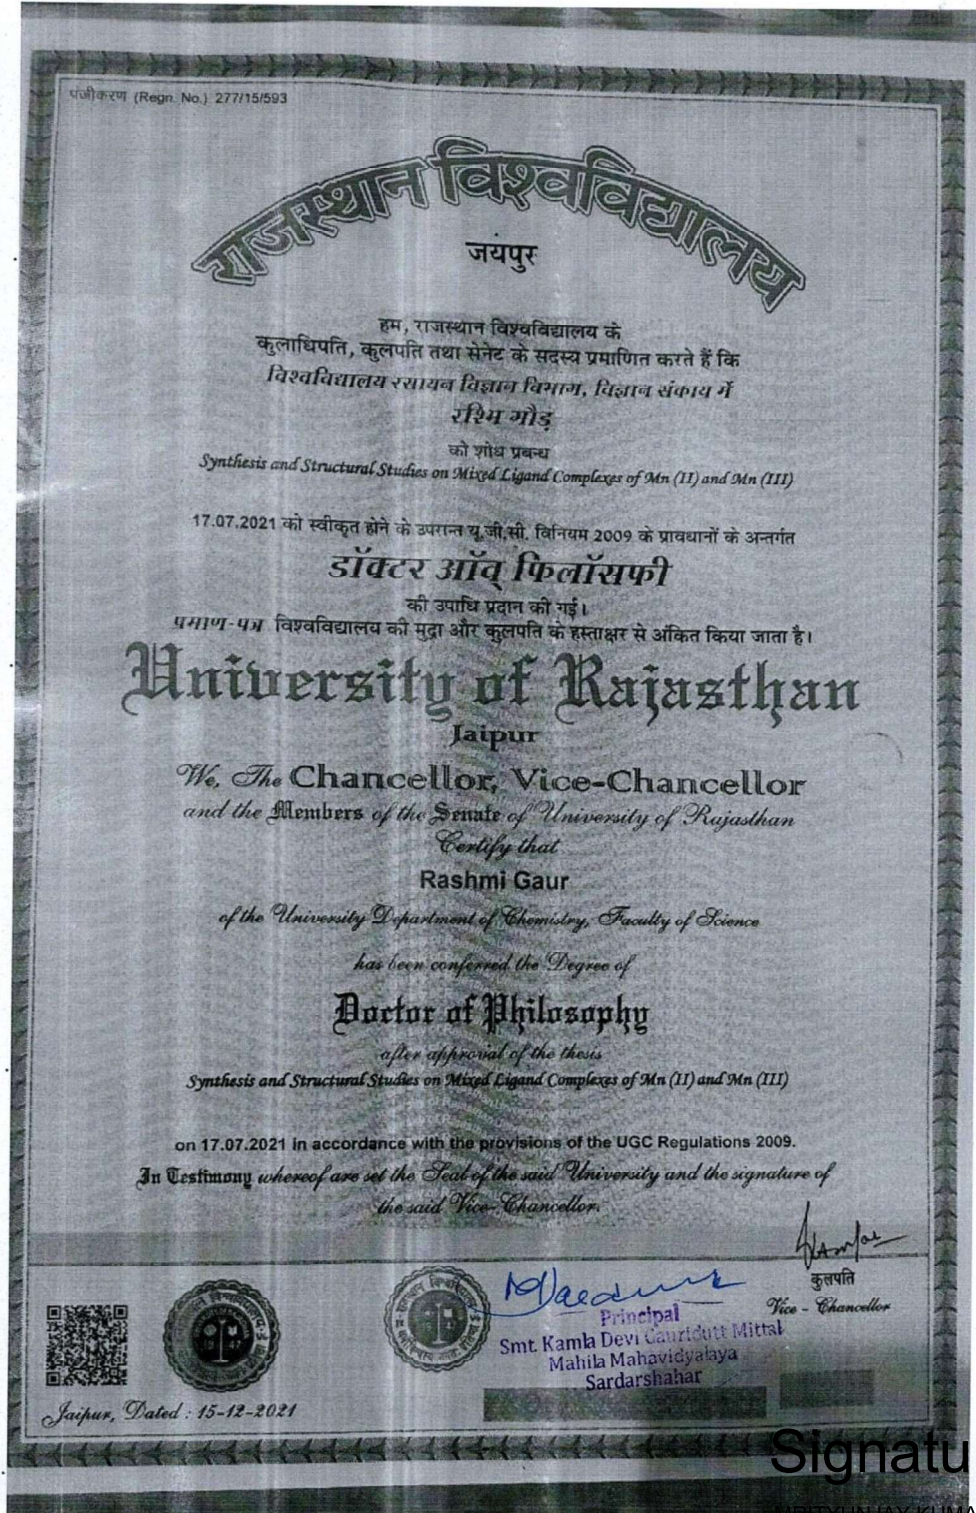 पंजीकरण (Regn. No.) 277/15/593
राजस्थान विश्वविद्यालय
जयपुर
हम, राजस्थान विश्वविद्यालय के
कुलाधिपति, कुलपति तथा सेनेट के सदस्य प्रमाणित करते हैं कि
विश्वविद्यालय रसायन विज्ञान विभाग, विज्ञान संकाय में
रश्मि गौड़
को शोध प्रबन्ध
Synthesis and Structural Studies on Mixed Ligand Complexes of Mn (II) and Mn (III)
17.07.2021 को स्वीकृत होने के उपरान्त यू.जी.सी. विनियम 2009 के प्रावधानों के अन्तर्गत
डॉक्टर ऑव् फिलॉसफी
की उपाधि प्रदान की गई।
प्रमाण-पत्र विश्वविद्यालय की मुद्रा और कुलपति के हस्ताक्षर से अंकित किया जाता है।
University of Rajasthan
Jaipur
We, The Chancellor, Vice-Chancellor
and the Members of the Senate of University of Rajasthan
Certify that
Rashmi Gaur
of the University Department of Chemistry, Faculty of Science
has been conferred the Degree of
Doctor of Philosophy
after approval of the thesis
Synthesis and Structural Studies on Mixed Ligand Complexes of Mn (II) and Mn (III)
on 17.07.2021 in accordance with the provisions of the UGC Regulations 2009.
In Testimony whereof are set the Seal of the said University and the signature of
the said Vice-Chancellor.
कुलपति
Vice - Chancellor
Principal
Smt. Kamla Devi Gauridutt Mittal
Mahila Mahavidyalaya
Sardarshahar
Jaipur, Dated : 15-12-2021
Signatu
MRITYUNJAY KUMA